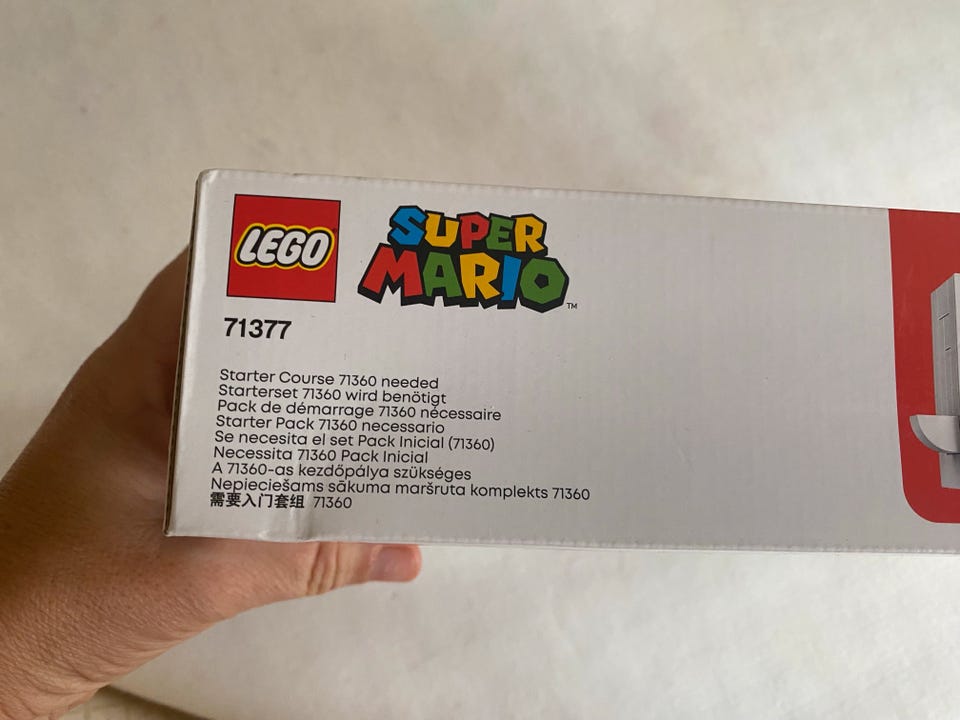 LEGO
SUPER
MARIO™
71377
Starter Course 71360 needed
Starterset 71360 wird benötigt
Pack de démarrage 71360 nécessaire
Starter Pack 71360 necessario
Se necesita el set Pack Inicial (71360)
Necessita 71360 Pack Inicial
A 71360-as kezdőpálya szükséges
Nepieciešams sākuma maršruta komplekts 71360
需要入门套组 71360